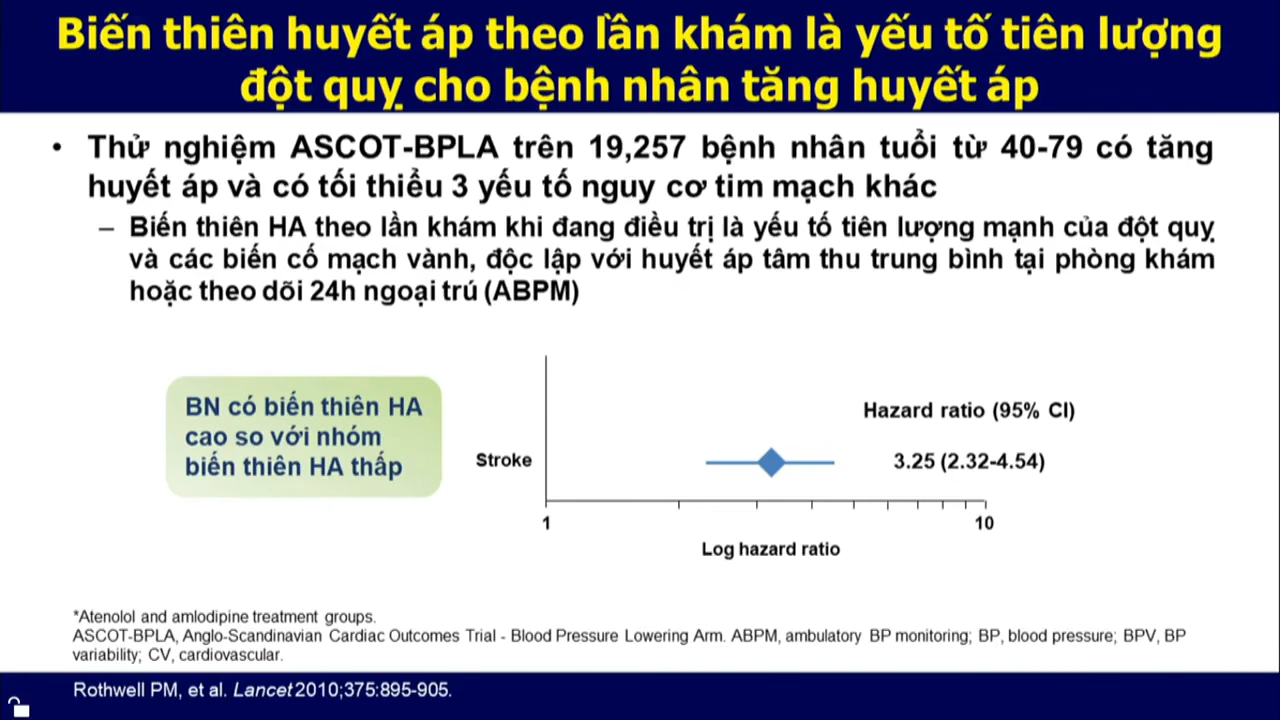 Biến thiên huyết áp theo lần khám là yếu tố tiên lượng
đột quỵ cho bệnh nhân tăng huyết áp
• Thử nghiệm ASCOT-BPLA trên 19,257 bệnh nhân tuổi từ 40-79 có tăng
huyết áp và có tối thiểu 3 yếu tố nguy cơ tim mạch khác
– Biến thiên HA theo lần khám khi đang điều trị là yếu tố tiên lượng mạnh của đột quỵ
và các biến cố mạch vành, độc lập với huyết áp tâm thu trung bình tại phòng khám
hoặc theo dõi 24h ngoại trú (ABPM)
BN có biến thiên HA
cao so với nhóm
biến thiên HA thấp
Hazard ratio (95% CI)
Stroke
3.25 (2.32-4.54)
1
10
Log hazard ratio
*Atenolol and amlodipine treatment groups.
ASCOT-BPLA, Anglo-Scandinavian Cardiac Outcomes Trial - Blood Pressure Lowering Arm. ABPM, ambulatory BP monitoring; BP, blood pressure; BPV, BP
variability; CV, cardiovascular.
Rothwell PM, et al. Lancet 2010;375:895-905.